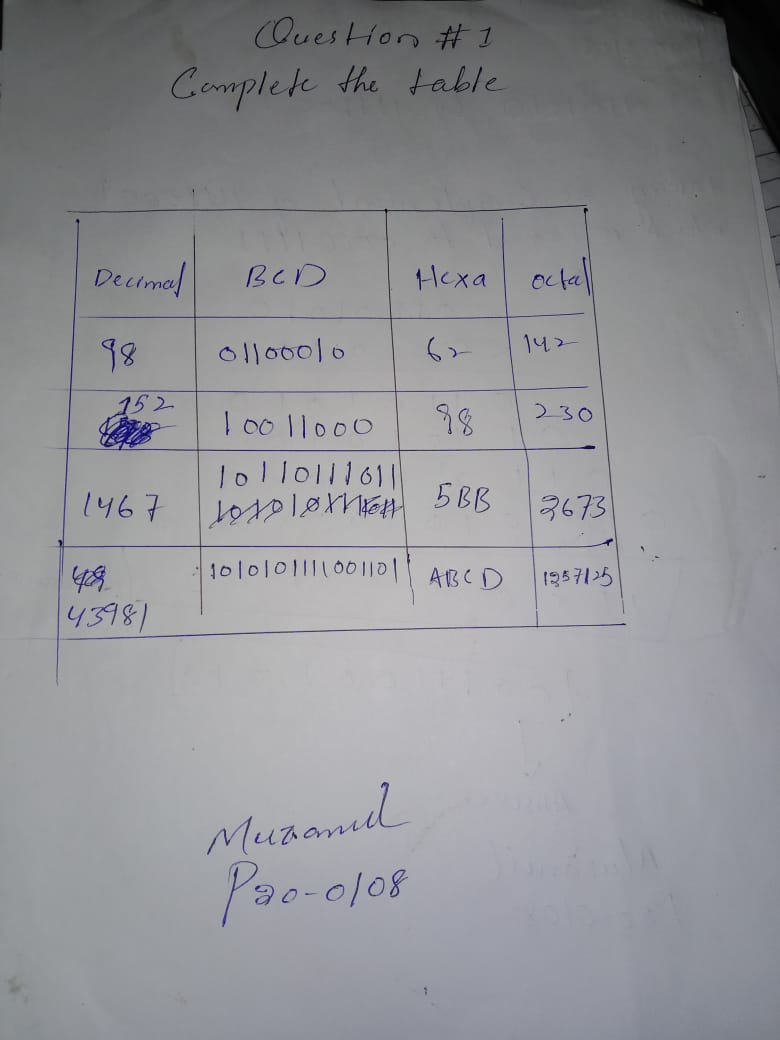 Question #1
Complete the table
Decimal BCD Hexa octal
98 01100010 62 142
152 10011000 98 230
1467 10110111011 5BB 2673
43981 1010101111001101 ABCD 1257125
Muzamil
P20-0108